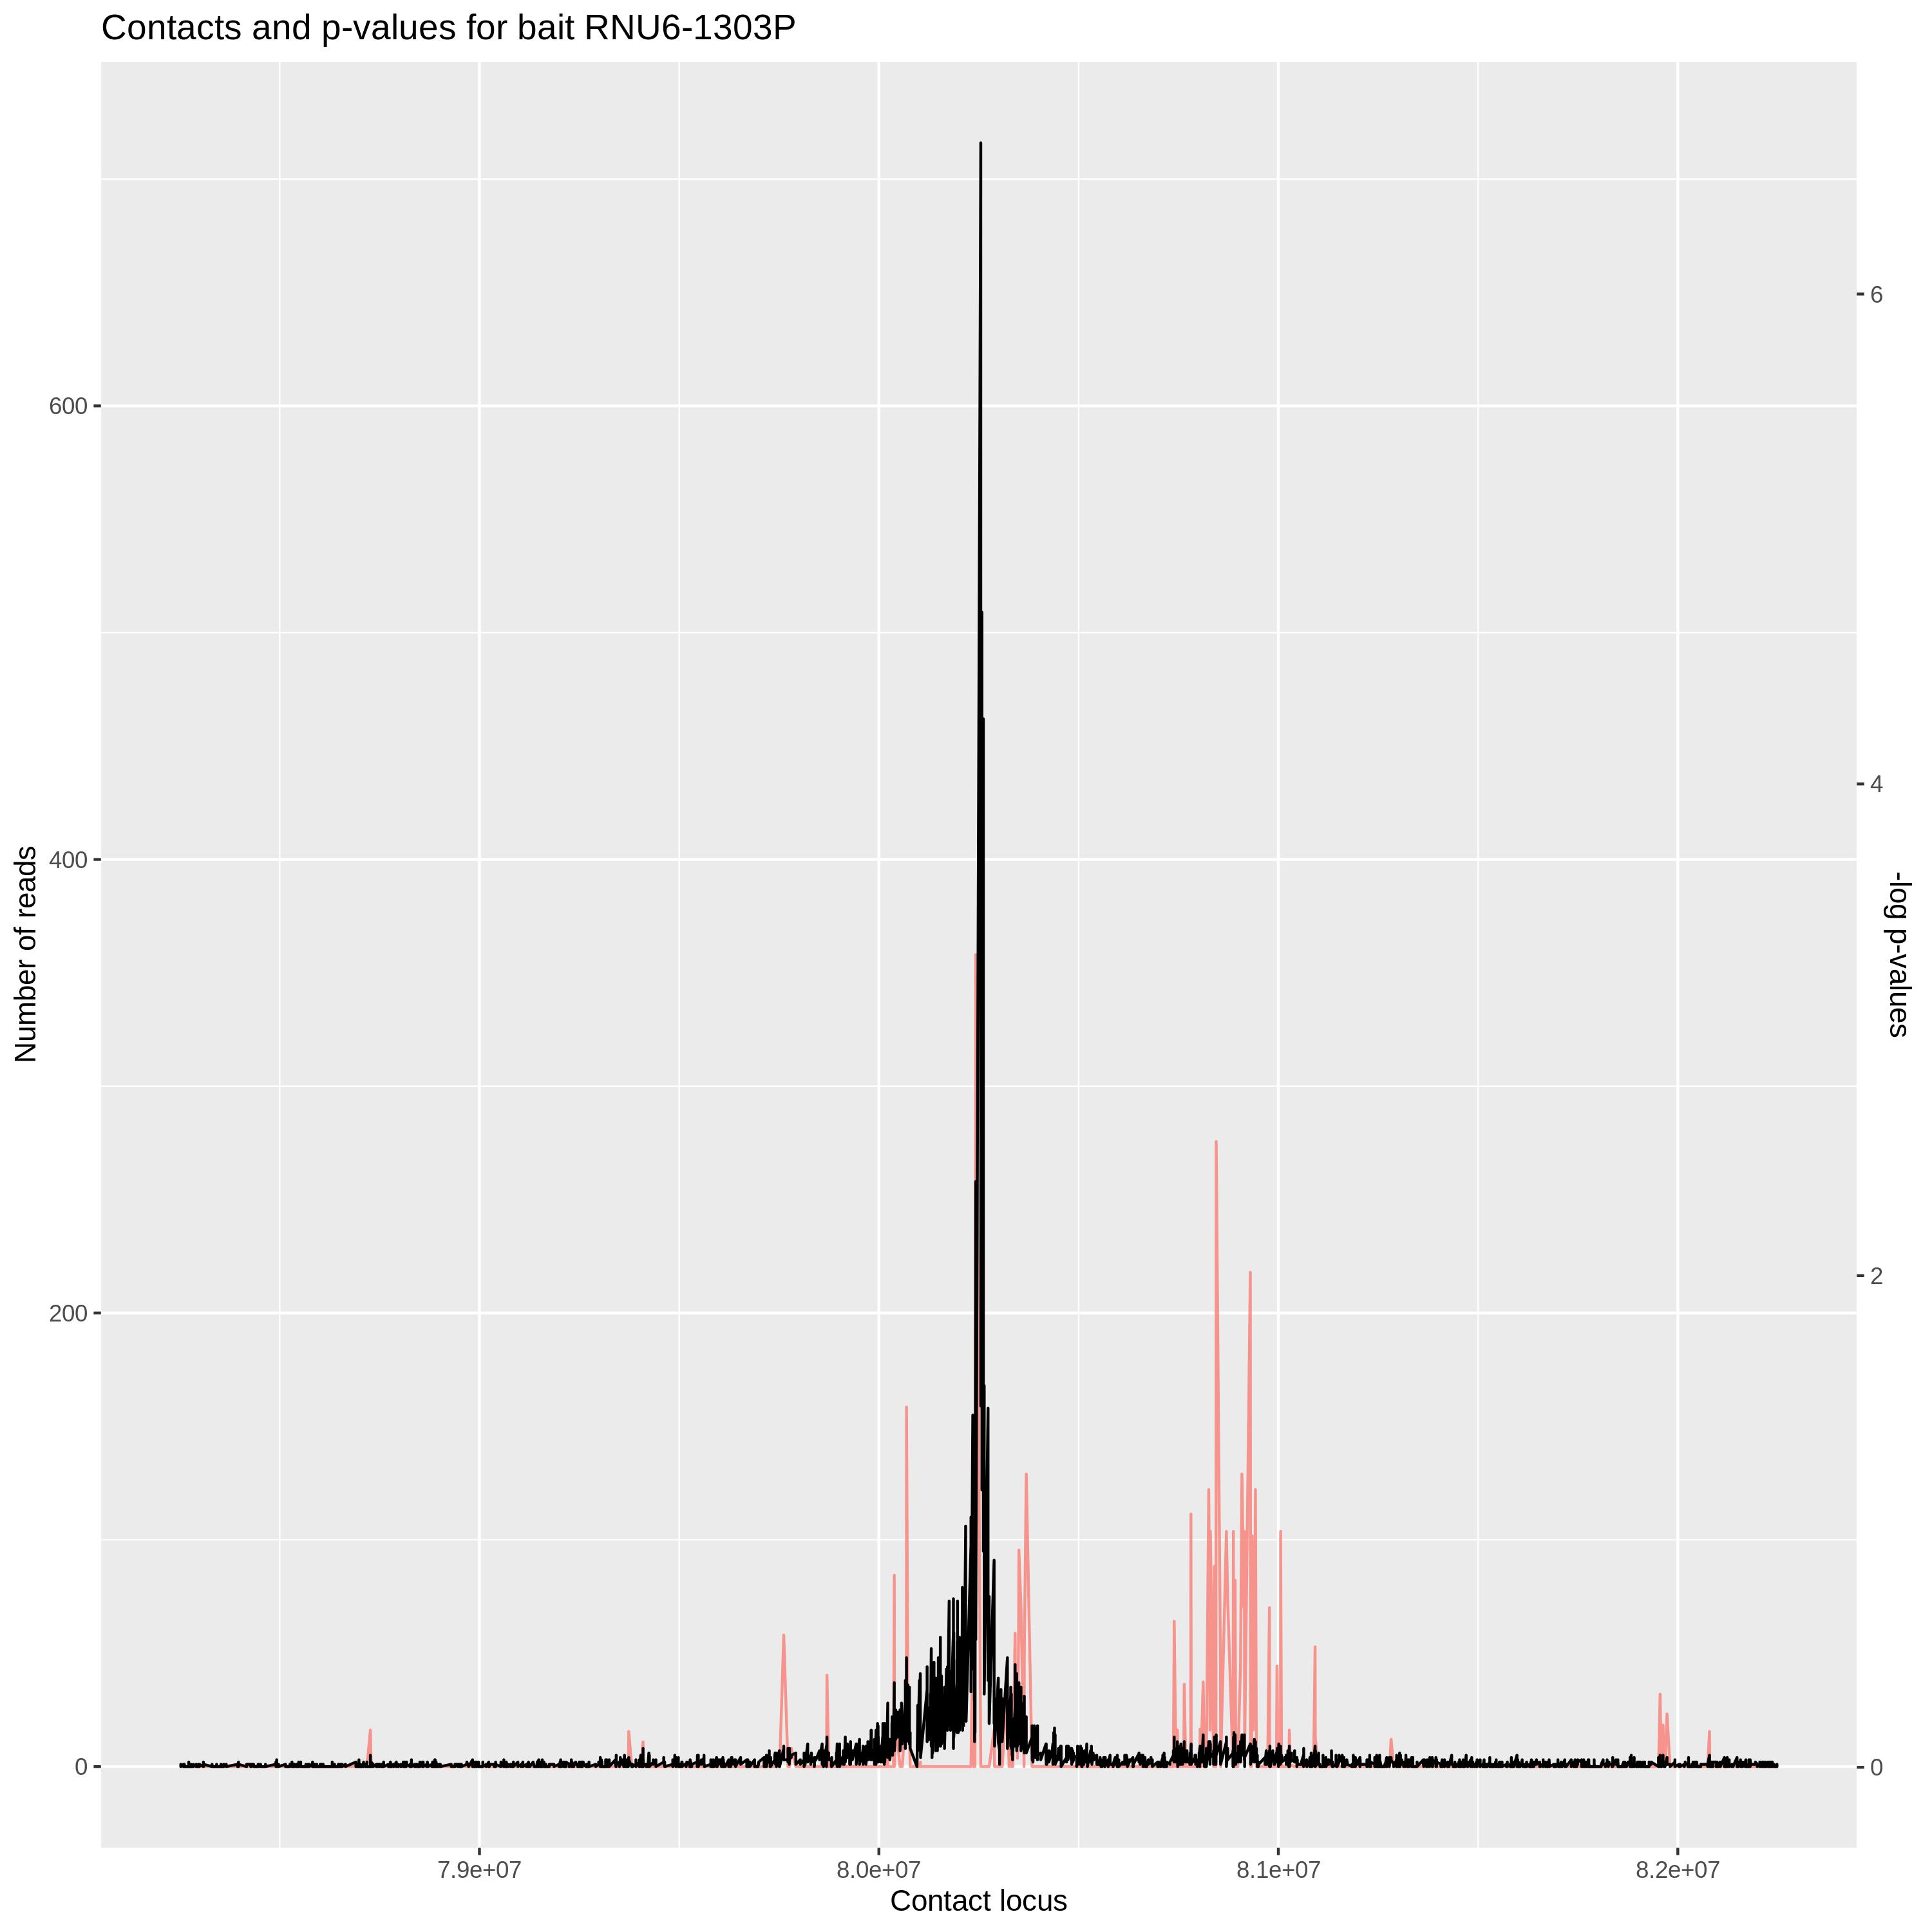 Contacts and p-values for bait RNU6-1303P
Number of reads
600
400
200
0
6
4
2
0
-log p-values
7.9e+07
8.0e+07
8.1e+07
8.2e+07
Contact locus